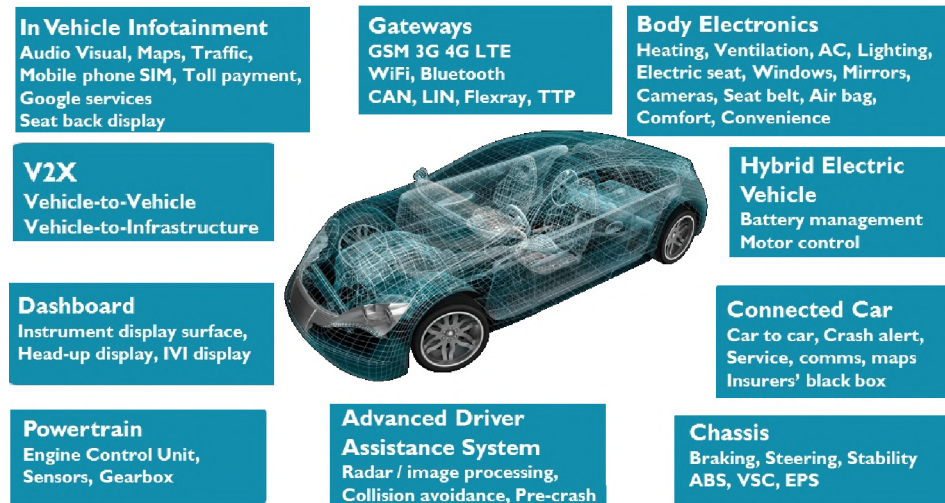 In Vehicle Infotainment
Audio Visual, Maps, Traffic,
Mobile phone SIM, Toll payment,
Google services
Seat back display
Gateways
GSM 3G 4G LTE
WiFi, Bluetooth
CAN, LIN, Flexray, TTP
Body Electronics
Heating, Ventilation, AC, Lighting,
Electric seat, Windows, Mirrors,
Cameras, Seat belt, Air bag,
Comfort, Convenience
V2X
Vehicle-to-Vehicle
Vehicle-to-Infrastructure
Hybrid Electric
Vehicle
Battery management
Motor control
Dashboard
Instrument display surface,
Head-up display, IVI display
Connected Car
Car to car, Crash alert,
Service, comms, maps
Insurers' black box
Powertrain
Engine Control Unit,
Sensors, Gearbox
Advanced Driver
Assistance System
Radar / image processing,
Collision avoidance, Pre-crash
Chassis
Braking, Steering, Stability
ABS, VSC, EPS